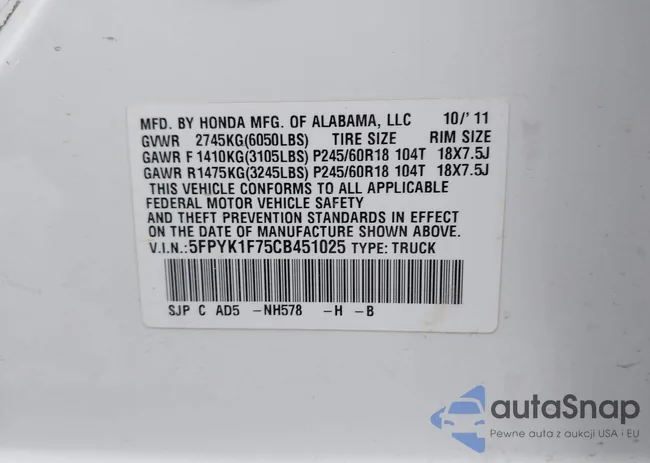 MFD. BY HONDA MFG. OF ALABAMA, LLC 10/'11
GVWR 2745KG(6050LBS) TIRE SIZE RIM SIZE
GAWR F 1410KG(3105LBS) P245/60R18 104T 18X7.5J
GAWR R1475KG(3245LBS) P245/60R18 104T 18X7.5J
THIS VEHICLE CONFORMS TO ALL APPLICABLE
FEDERAL MOTOR VEHICLE SAFETY
AND THEFT PREVENTION STANDARDS IN EFFECT
ON THE DATE OF MANUFACTURE SHOWN ABOVE.
V.I.N.: 5FPYK1F75CB451025 TYPE: TRUCK
SJP C AD5 -NH578 -H -B
autaSnap
Pewne auta z aukcji USA i EU